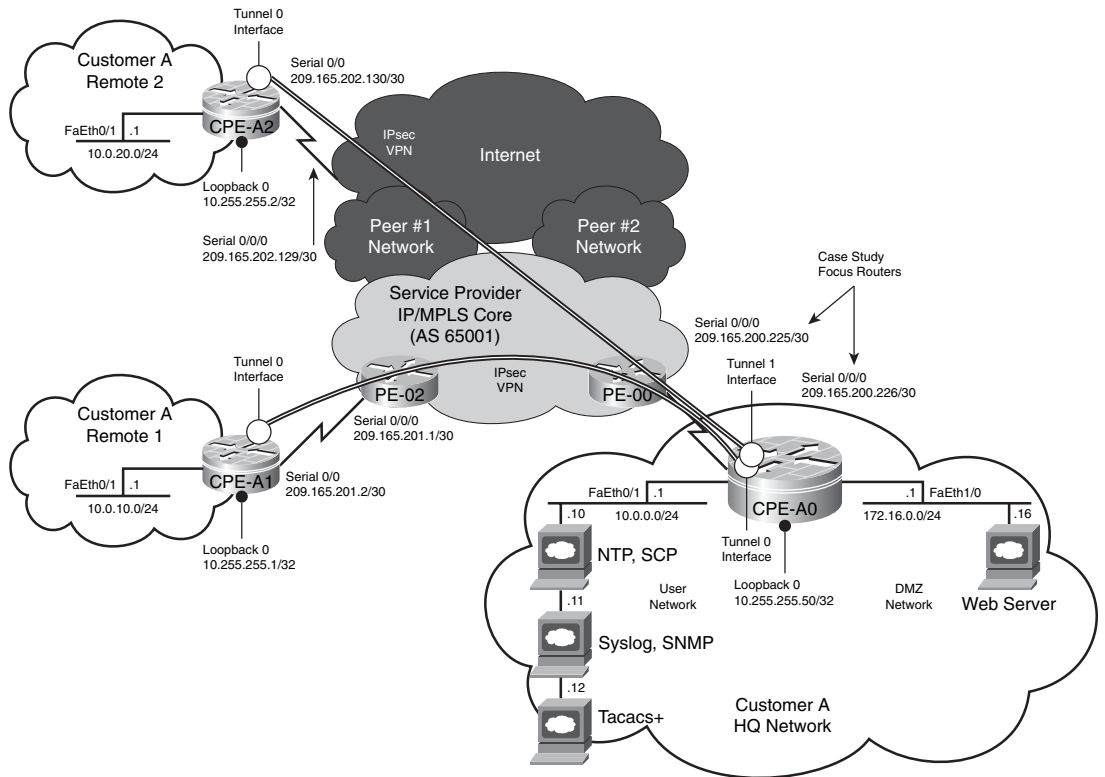 Tunnel 0
Interface
Customer A
Remote 2
Serial 0/0
209.165.202.130/30
CPE-A2
FaEth0/1
.1
10.0.20.0/24
IPsec
VPN
Internet
Loopback 0
10.255.255.2/32
Serial 0/0/0
209.165.202.129/30
Peer #1
Network
Peer #2
Network
Case Study
Focus Routers
Service Provider
IP/MPLS Core
(AS 65001)
Serial 0/0/0
209.165.200.225/30
Tunnel 0
Interface
PE-02
IPsec
VPN
PE-00
Tunnel 1
Interface
Serial 0/0/0
209.165.200.226/30
Customer A
Remote 1
Serial 0/0/0
209.165.201.1/30
CPE-A1
Serial 0/0
209.165.201.2/30
FaEth0/1
.1
10.0.10.0/24
Loopback 0
10.255.255.1/32
FaEth0/1
.1
10.0.0.0/24
CPE-A0
.1
FaEth1/0
172.16.0.0/24
.10
NTP, SCP
Tunnel 0
Interface
.16
Web Server
User
Network
Loopback 0
10.255.255.50/32
DMZ
Network
.11
Syslog, SNMP
.12
Tacacs+
Customer A
HQ Network